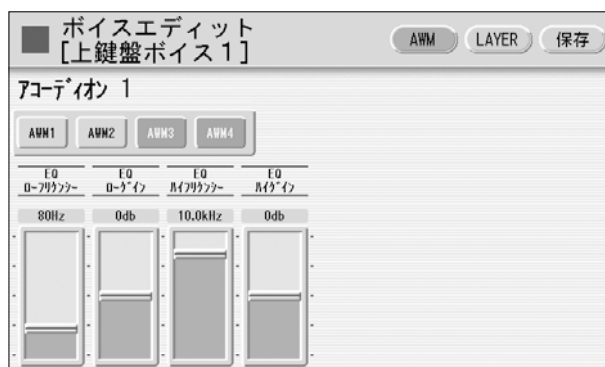 ボイスエディット
[上鍵盤ボイス1]
AWM LAYER 保存
アコーディオン 1
AWM1 AWM2 AWM3 AWM4
EQ EQ EQ EQ
ローフリケンシー ローゲイン ハイフリケンシー ハイゲイン
80Hz 0db 10.0kHz 0db